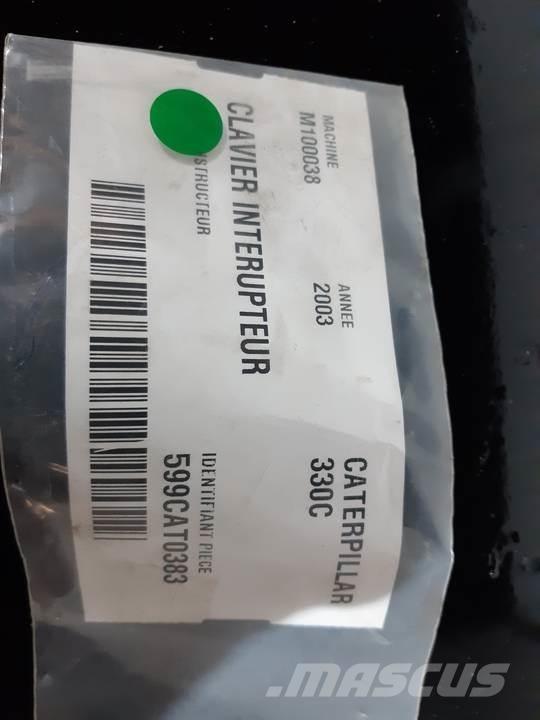 MACHINE ANNEE CATERPILLAR
M100038 2003 330C
CLAVIER INTERUPTEUR
STRUCTEUR IDENTIFIANT PIECE
599CAT0383
MASCUS